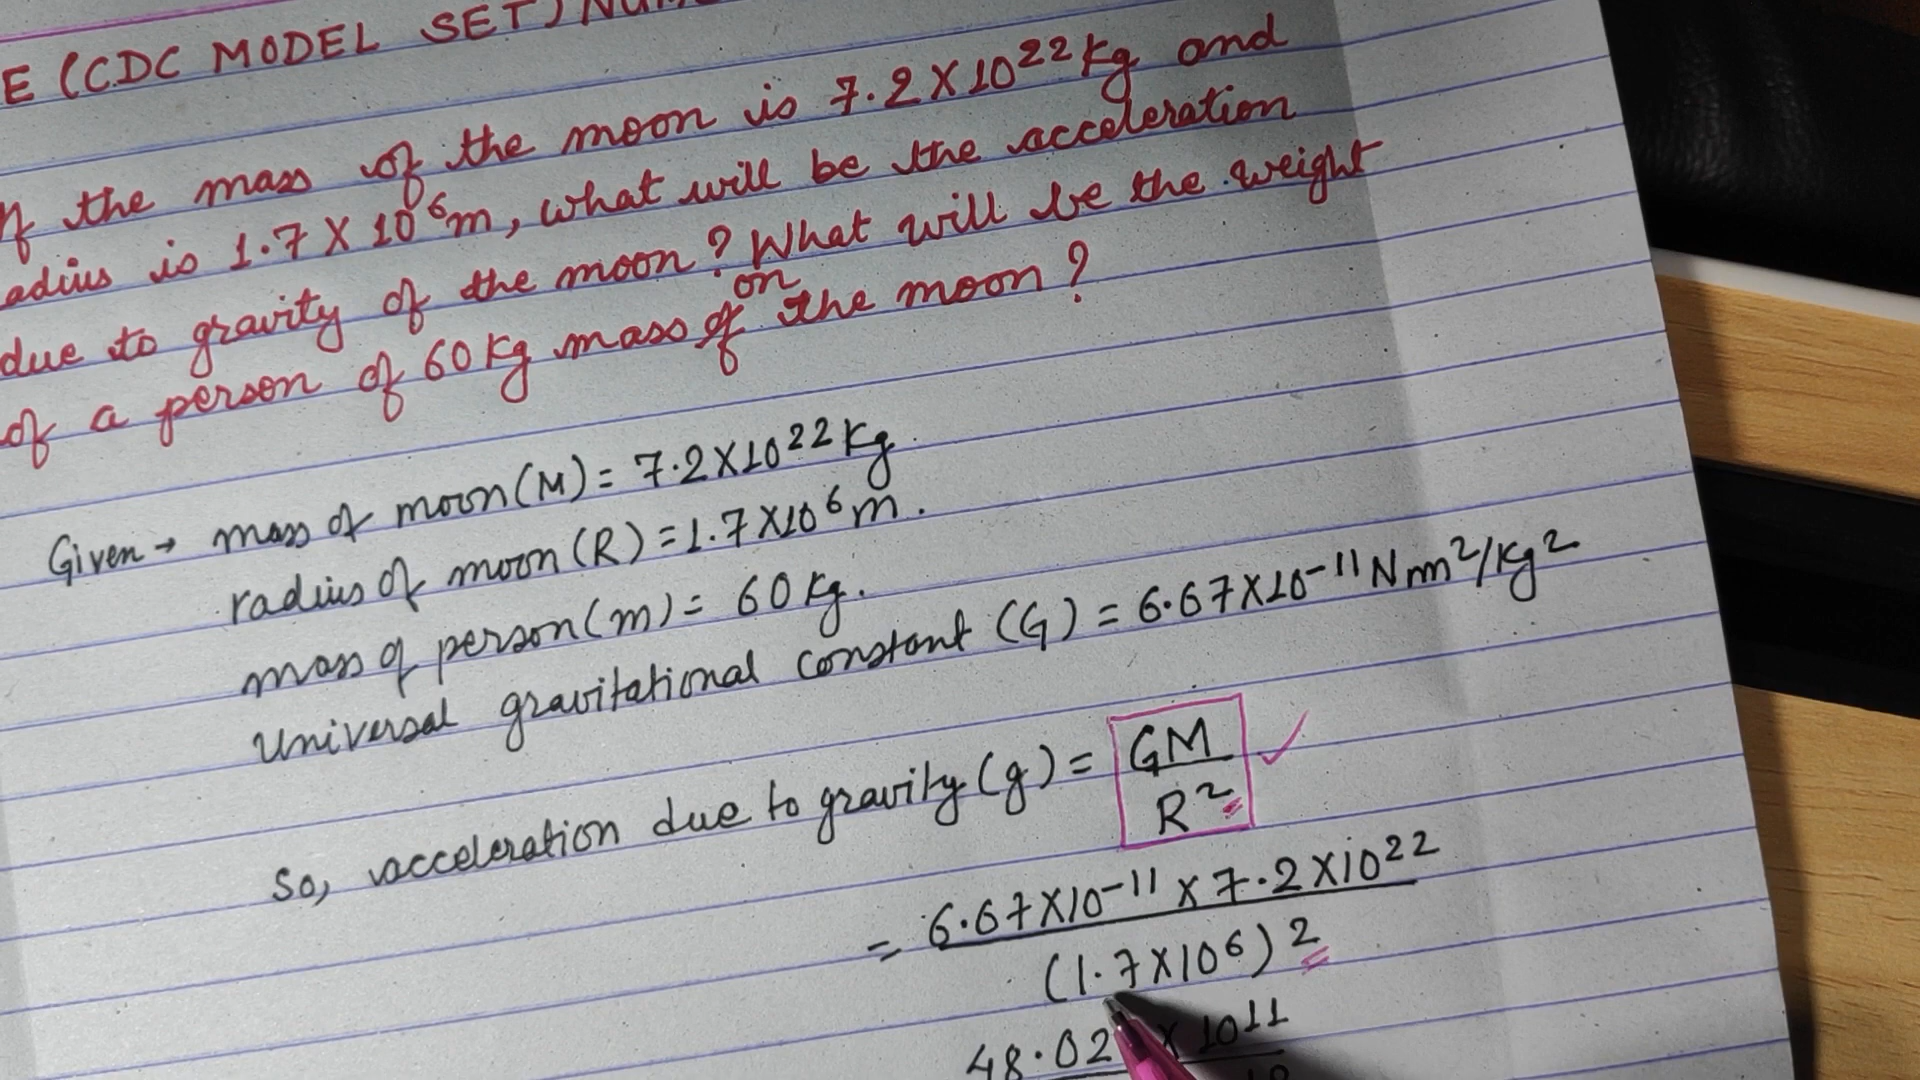 E (CDC MODEL SET)
the mass of the moon is 7.2 X 10²² kg and
adius is 1.7 X 10⁶ m, what will be the acceleration
due to gravity of the moon? What will be the weight
on
of a person of 60 kg mass of the moon?
Given → mass of moon (M) = 7.2 X 10²² kg
radius of moon (R) = 1.7 X 10⁶ m.
mass of person (m) = 60 kg.
Universal gravitational constant (G) = 6.67 X 10⁻¹¹ Nm²/kg²
So, acceleration due to gravity (g) = GM
R²
= 6.67 X 10⁻¹¹ X 7.2 X 10²²
(1.7 X 10⁶)²
48.02 X 10¹¹